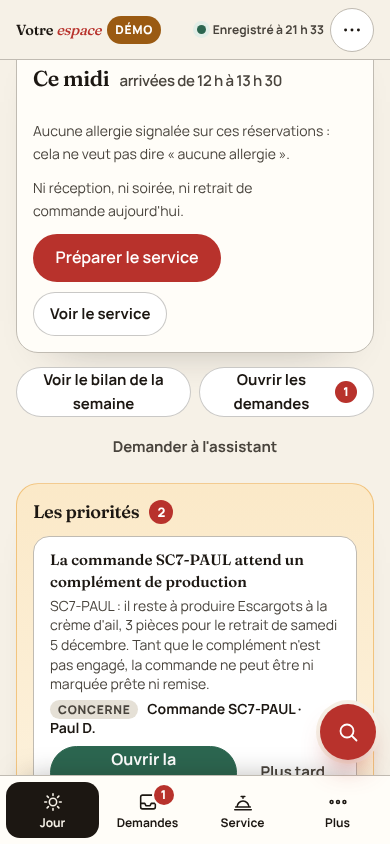 Votre espace DÉMO Enregistré à 21 h 33 ...
Ce midi arrivées de 12 h à 13 h 30
Aucune allergie signalée sur ces réservations :
cela ne veut pas dire « aucune allergie ».
Ni réception, ni soirée, ni retrait de
commande aujourd'hui.
Préparer le service
Voir le service
Voir le bilan de la
semaine
Ouvrir les
demandes
1
Demander à l'assistant
Les priorités 2
La commande SC7-PAUL attend un
complément de production
SC7-PAUL : il reste à produire Escargots à la
crème d'ail, 3 pièces pour le retrait de samedi
5 décembre. Tant que le complément n'est
pas engagé, la commande ne peut être ni
marquée prête ni remise.
CONCERNE Commande SC7-PAUL ·
Paul D.
Ouvrir la
Plus tard
1
Jour Demandes Service Plus